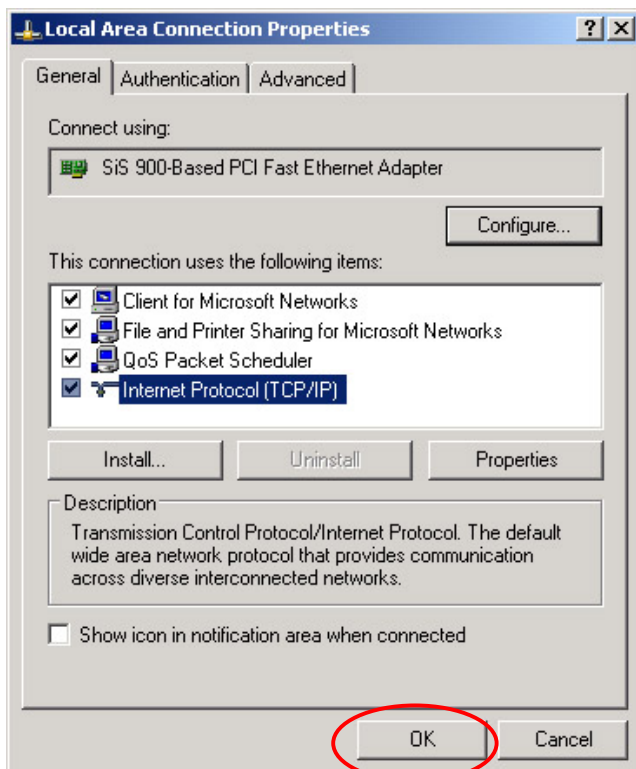 Local Area Connection Properties
General Authentication Advanced
Connect using:
SiS 900-Based PCI Fast Ethernet Adapter
Configure...
This connection uses the following items:
Client for Microsoft Networks
File and Printer Sharing for Microsoft Networks
QoS Packet Scheduler
Internet Protocol (TCP/IP)
Install... Uninstall Properties
Description
Transmission Control Protocol/Internet Protocol. The default
wide area network protocol that provides communication
across diverse interconnected networks.
Show icon in notification area when connected
OK Cancel